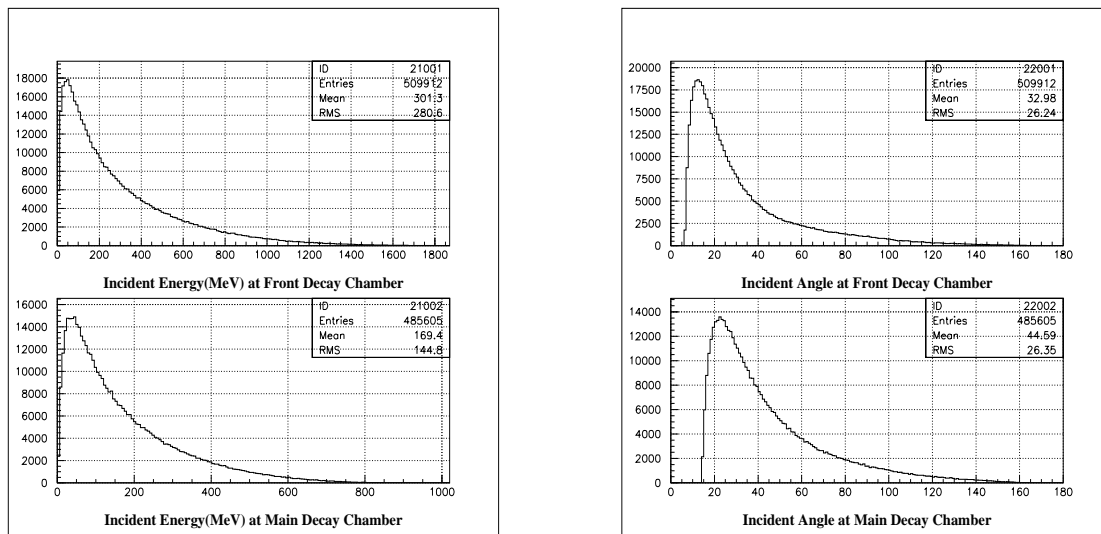 ID 21001
Entries 509912
Mean 301.3
RMS 280.6
18000
16000
14000
12000
10000
8000
6000
4000
2000
0
0 200 400 600 800 1000 1200 1400 1600 1800
Incident Energy(MeV) at Front Decay Chamber
ID 22001
Entries 509912
Mean 32.98
RMS 26.24
20000
17500
15000
12500
10000
7500
5000
2500
0
0 20 40 60 80 100 120 140 160 180
Incident Angle at Front Decay Chamber
ID 21002
Entries 485605
Mean 169.4
RMS 144.8
16000
14000
12000
10000
8000
6000
4000
2000
0
0 200 400 600 800 1000
Incident Energy(MeV) at Main Decay Chamber
ID 22002
Entries 485605
Mean 44.59
RMS 26.35
14000
12000
10000
8000
6000
4000
2000
0
0 20 40 60 80 100 120 140 160 180
Incident Angle at Main Decay Chamber